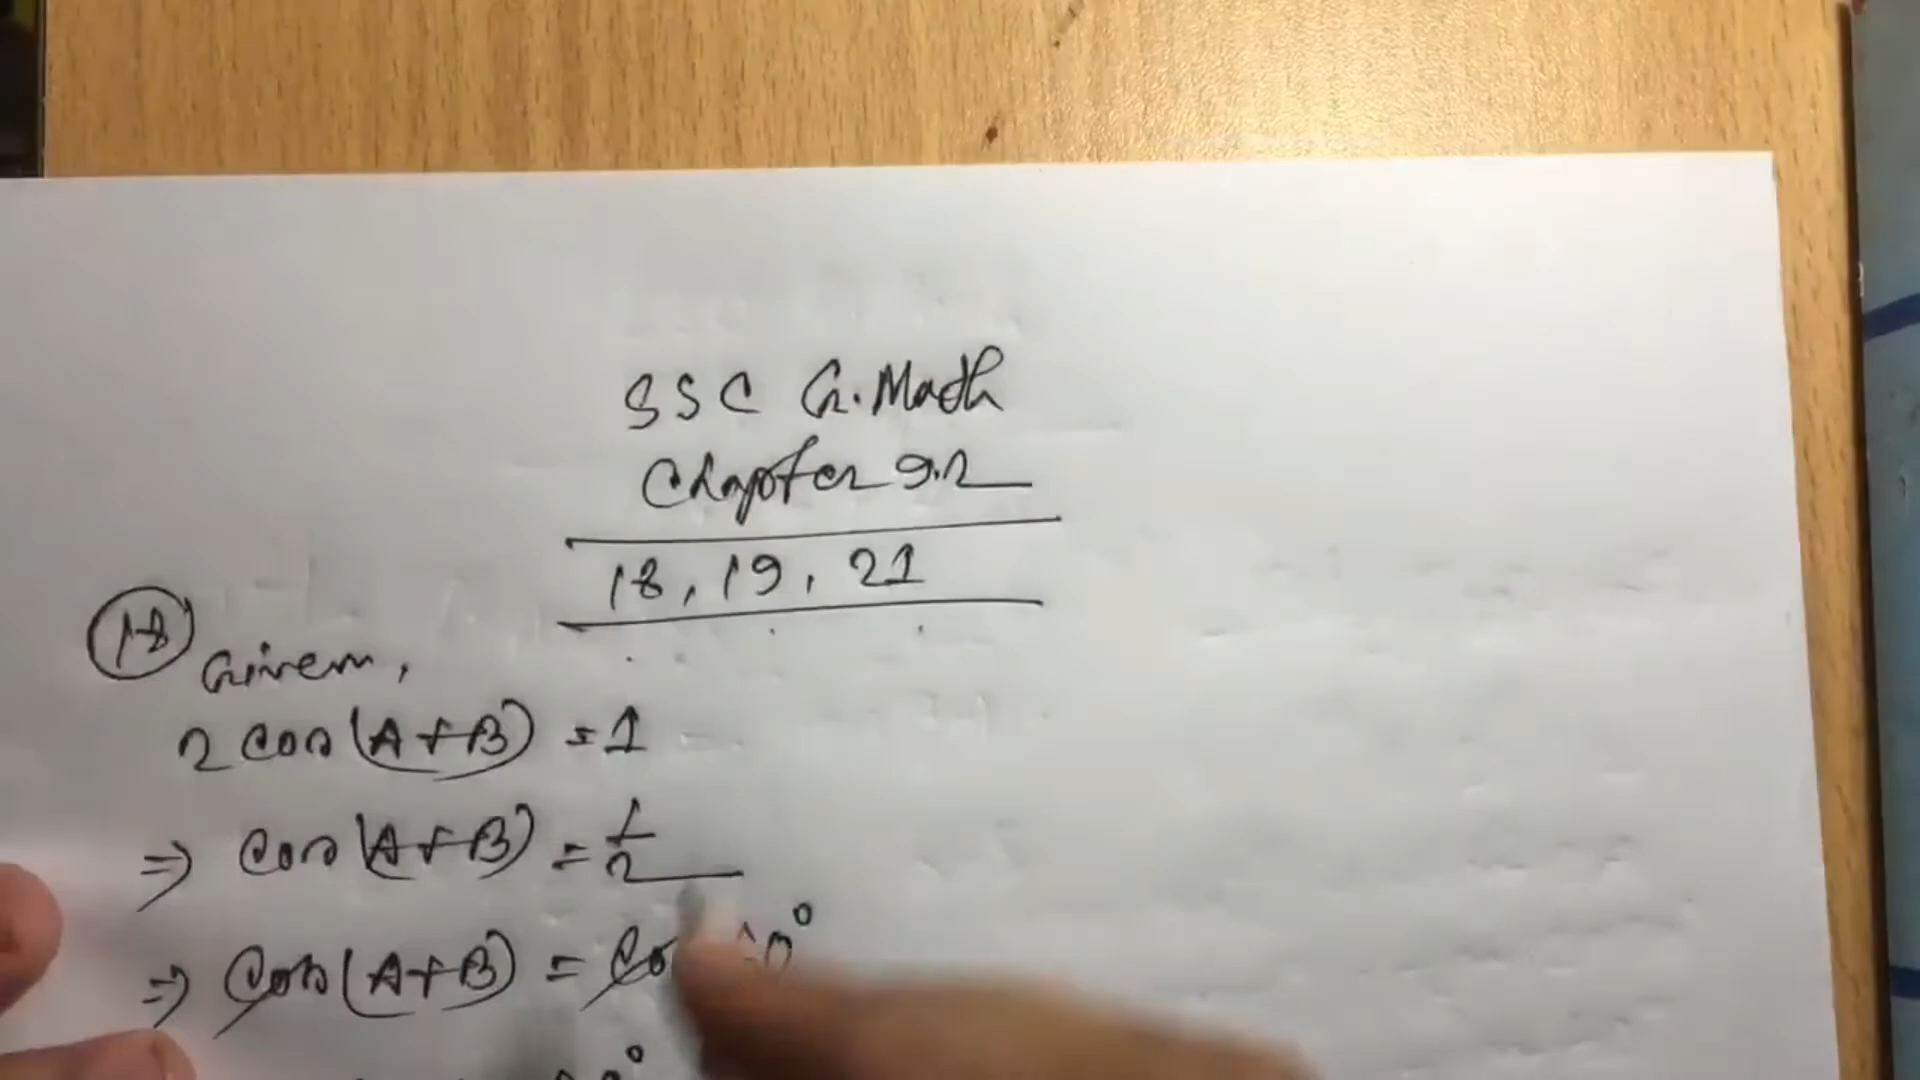 SSC G.Math
Chapter 9.2
18, 19, 21
18 Given,
2 cos (A+B) = 1
=> cos (A+B) = 1/2
=> cos (A+B) =